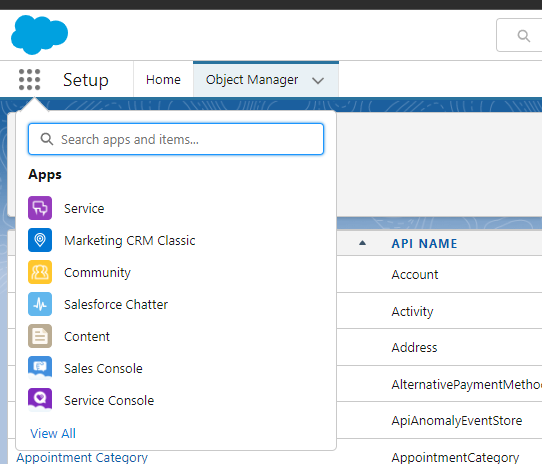 Setup
Home
Object Manager
Search apps and items...
Apps
Service
Marketing CRM Classic
Community
Salesforce Chatter
Content
Sales Console
Service Console
View All
API NAME
Account
Activity
Address
AlternativePaymentMetho
ApiAnomalyEventStore
Appointment Category
AppointmentCategory